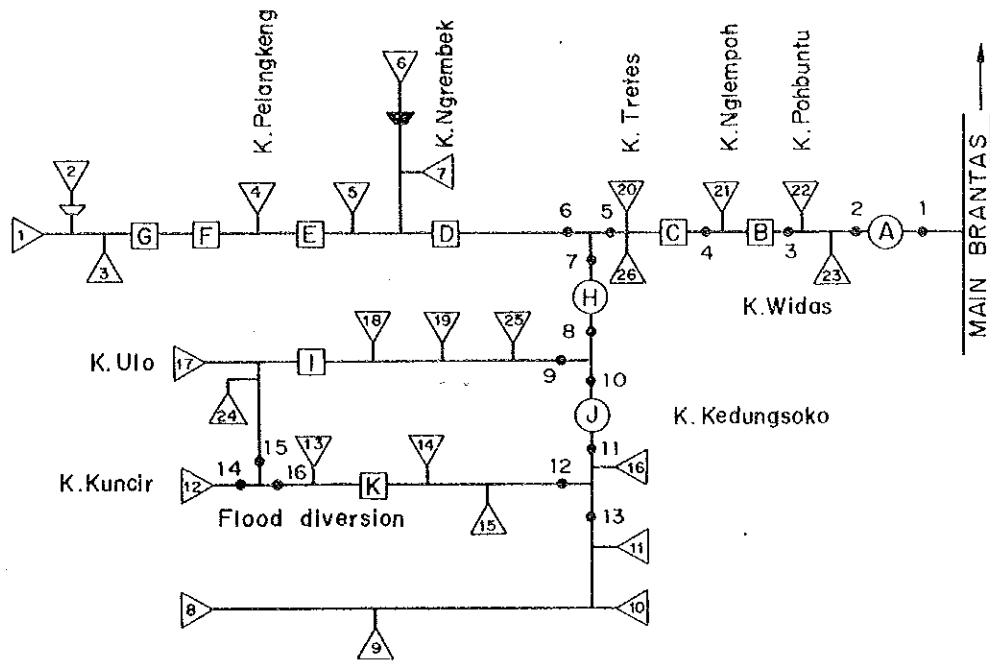 K. Pelangkeng
K. Ngrembek
K. Tretes
K. Nglempoh
K. Pohbuntu
MAIN BRANTAS
6
2
4
5
7
20
21
22
1
G
F
E
D
6
5
C
4
B
3
2
A
1
3
7
26
23
H
K. Widas
18
19
25
8
K. Ulo
17
I
9
10
24
J
K. Kedungsoko
15
13
14
11
14
16
12
16
K. Kuncir
12
K
13
Flood diversion
15
11
8
10
9